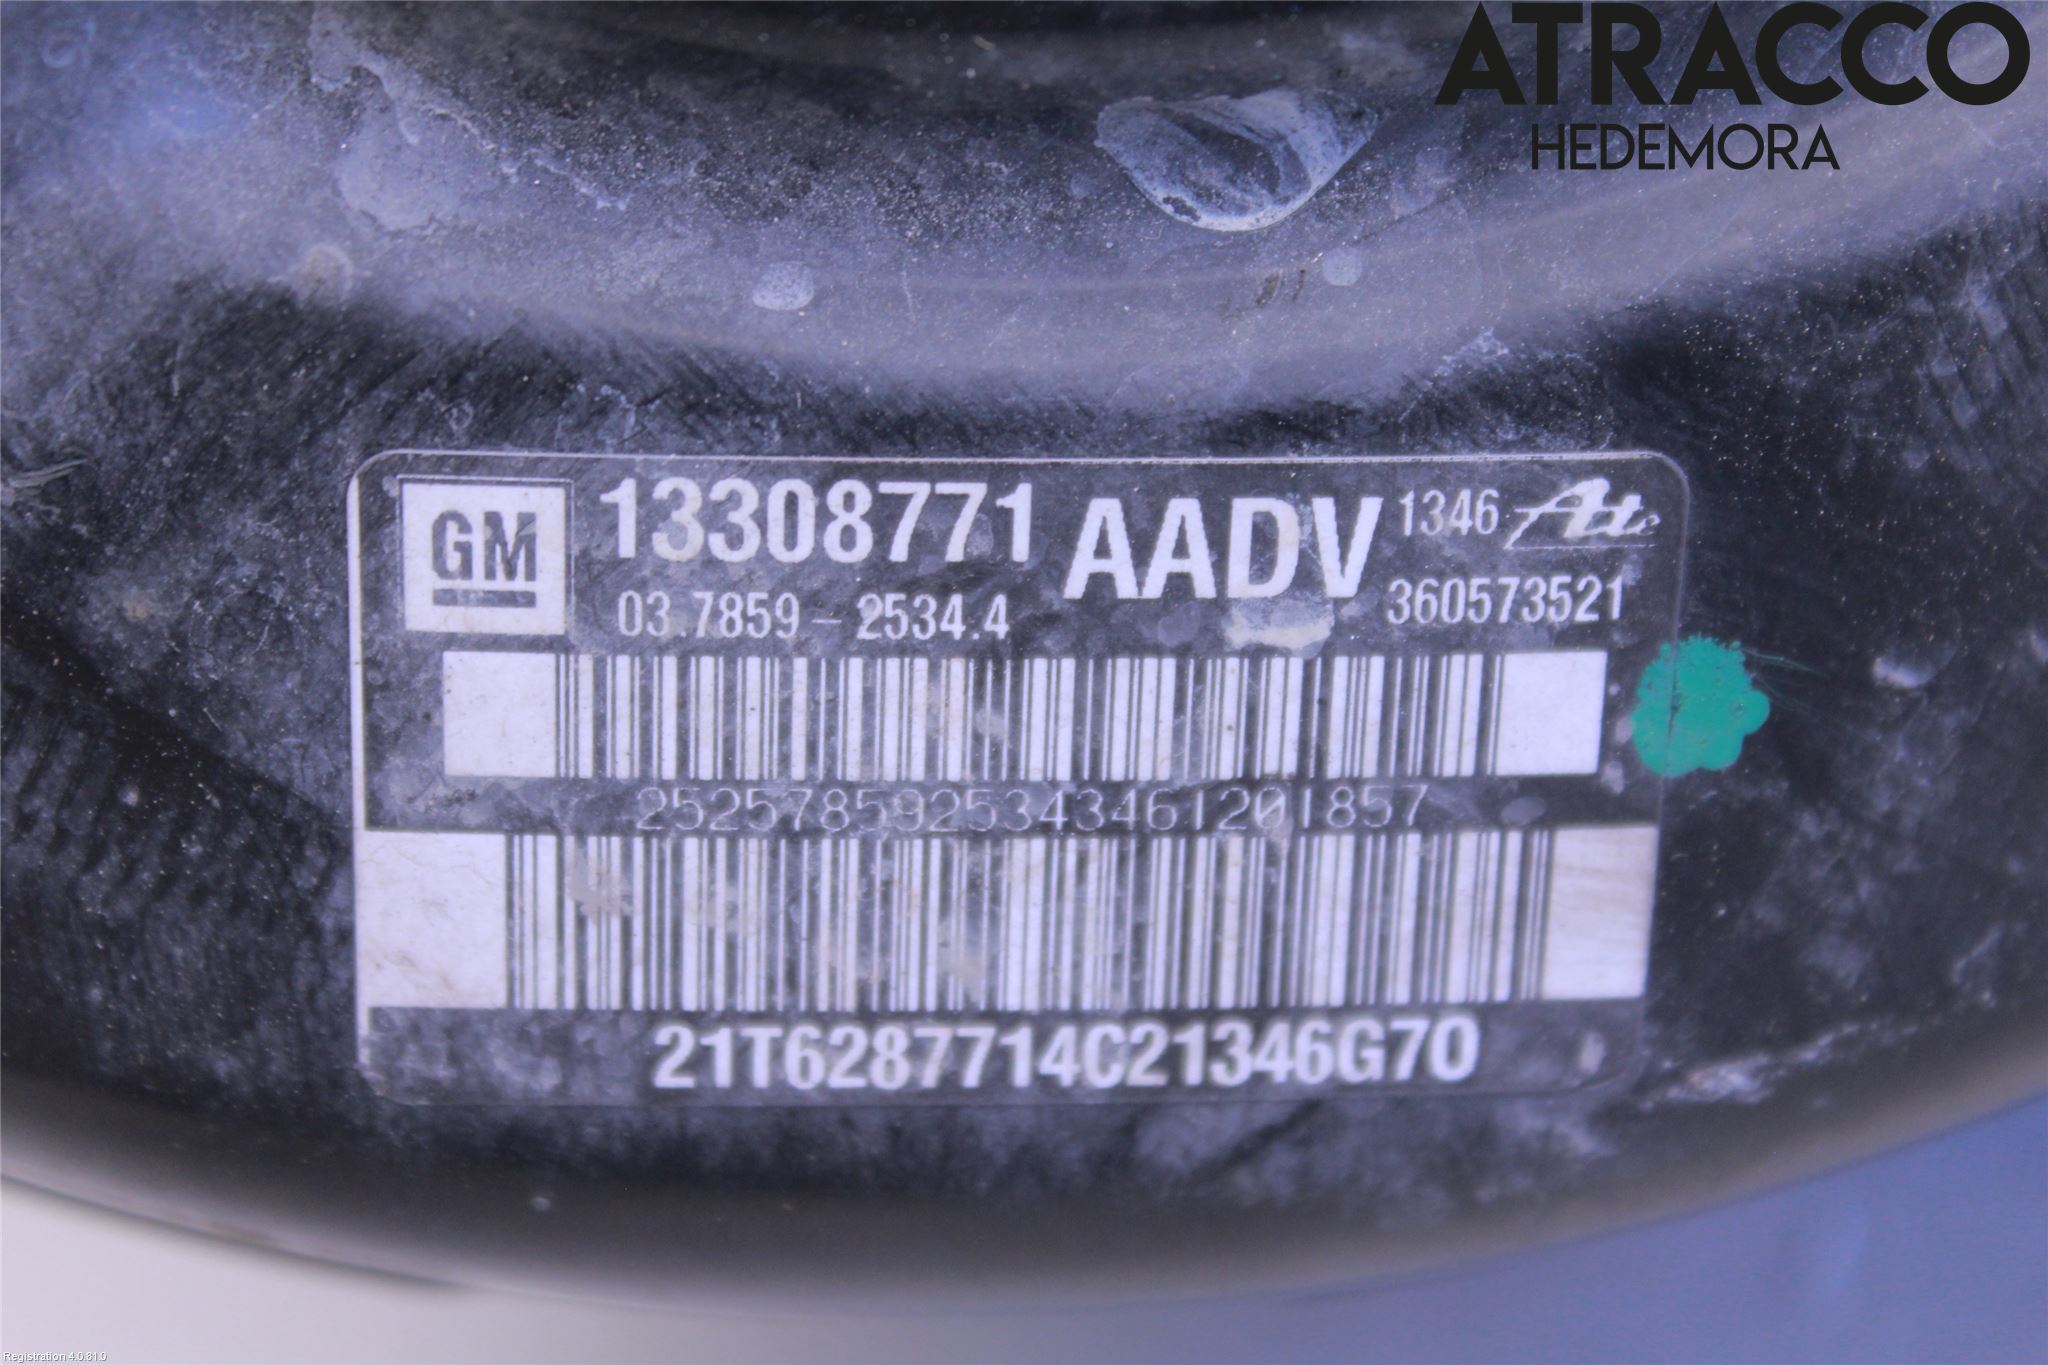 ATRACCO
HEDEMORA
GM 13308771 AADV 1346 Ate
03.7859-2534.4 360573521
2525785925343461201857
21T6287714C21346G70
Registration 4.0.81.0